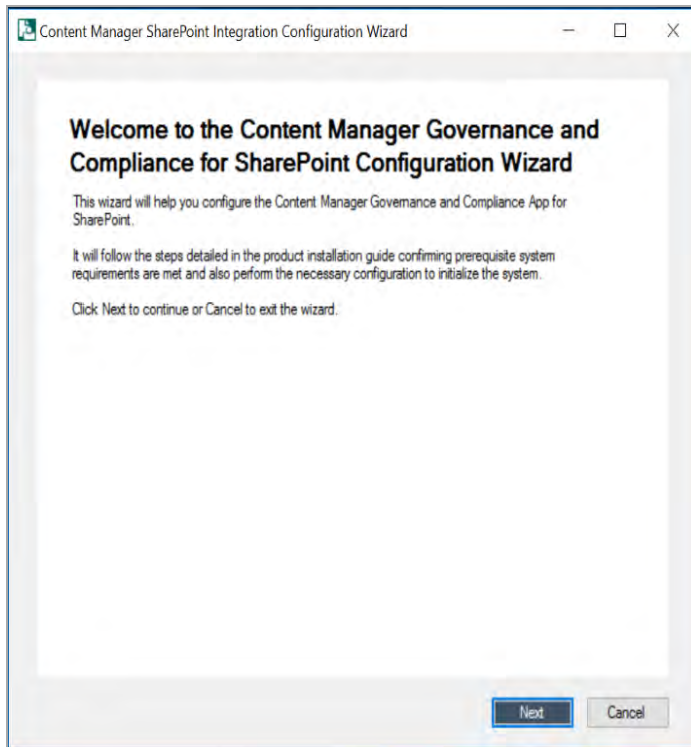 Content Manager SharePoint Integration Configuration Wizard
Welcome to the Content Manager Governance and
Compliance for SharePoint Configuration Wizard
This wizard will help you configure the Content Manager Governance and Compliance App for
SharePoint.
It will follow the steps detailed in the product installation guide confirming prerequisite system
requirements are met and also perform the necessary configuration to initialize the system.
Click Next to continue or Cancel to exit the wizard.
Next
Cancel